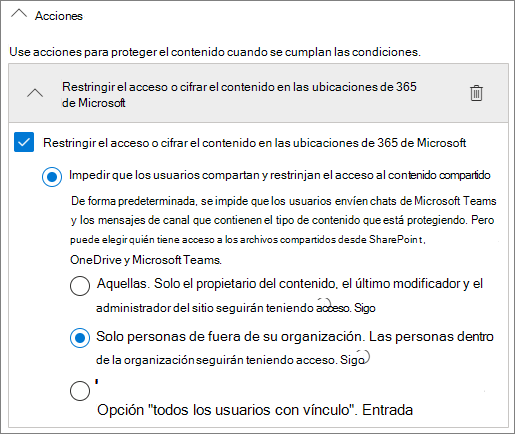 Acciones
Use acciones para proteger el contenido cuando se cumplan las condiciones.
Restringir el acceso o cifrar el contenido en las ubicaciones de 365
de Microsoft
Restringir el acceso o cifrar el contenido en las ubicaciones de 365 de Microsoft
Impedir que los usuarios compartan y restrinjan el acceso al contenido compartido
De forma predeterminada, se impide que los usuarios envíen chats de Microsoft Teams
y los mensajes de canal que contienen el tipo de contenido que está protegiendo. Pero
puede elegir quién tiene acceso a los archivos compartidos desde SharePoint,
OneDrive y Microsoft Teams.
Aquellas. Solo el propietario del contenido, el último modificador y el
administrador del sitio seguirán teniendo acceso. Sigo
Solo personas de fuera de su organización. Las personas dentro
de la organización seguirán teniendo acceso. Sigo
Opción "todos los usuarios con vínculo". Entrada